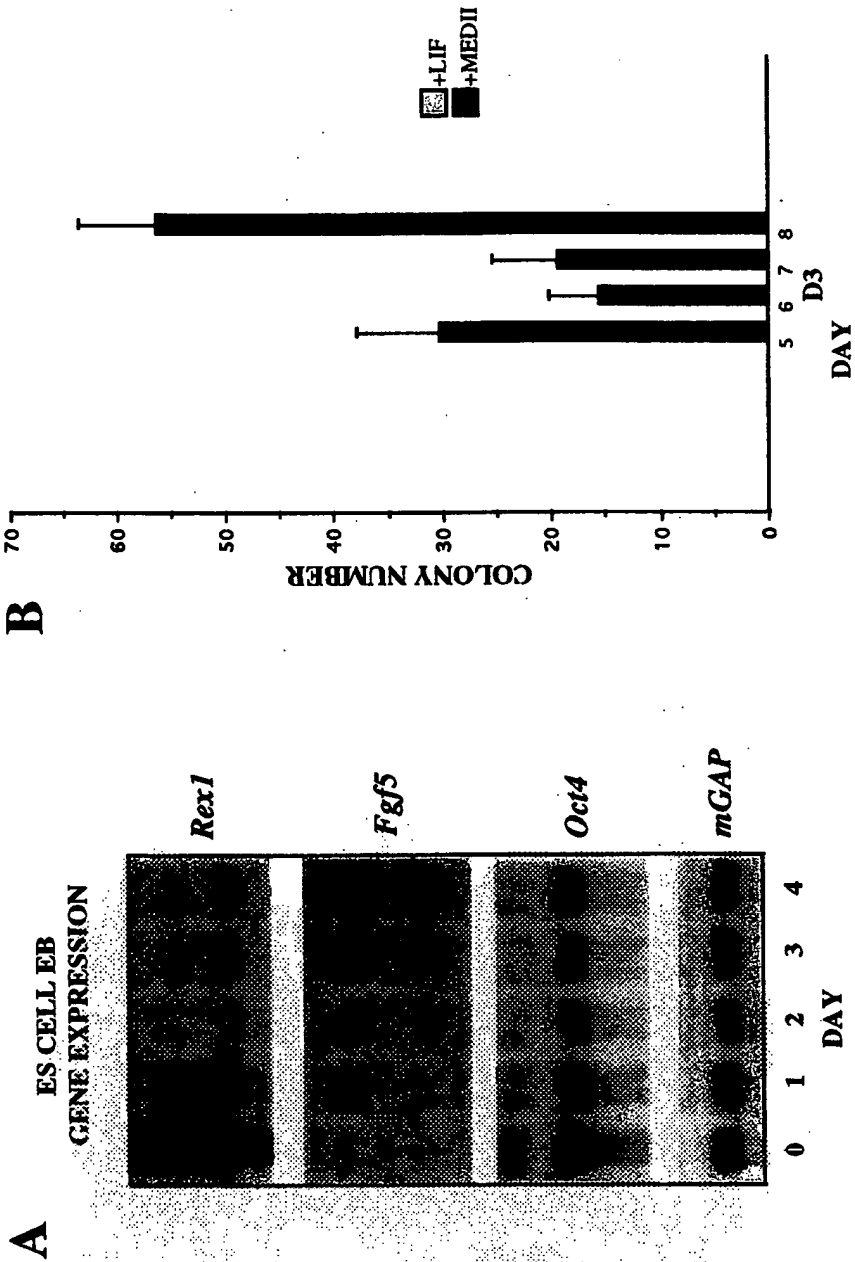 A
ES CELL EB
GENE EXPRESSION
Rex1
Fgf5
Oct4
mGAP
0 1 2 3 4
DAY
B
COLONY NUMBER
70
60
50
40
30
20
10
0
+LIF
+MEDII
5 6 7 8
D3
DAY